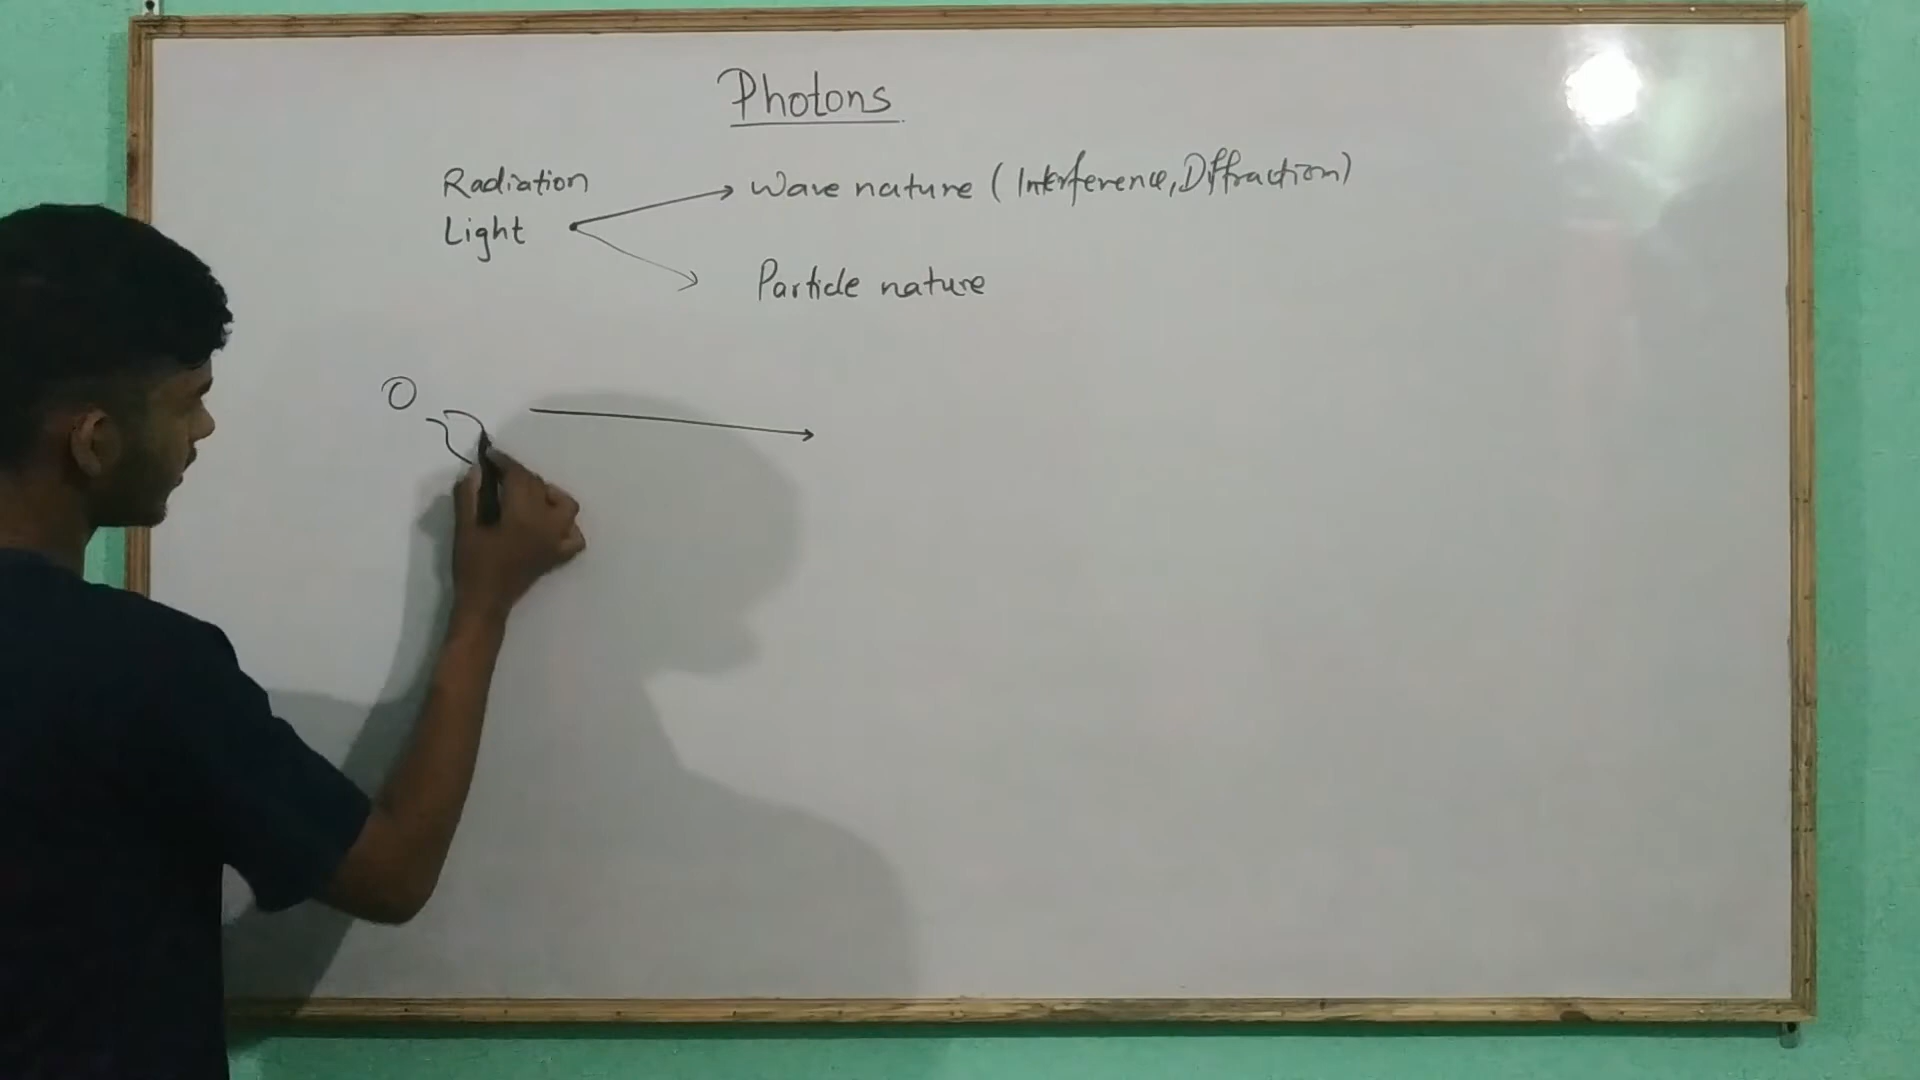 Photons
Radiation
Light
Wave nature (Interference, Diffraction)
Particle nature